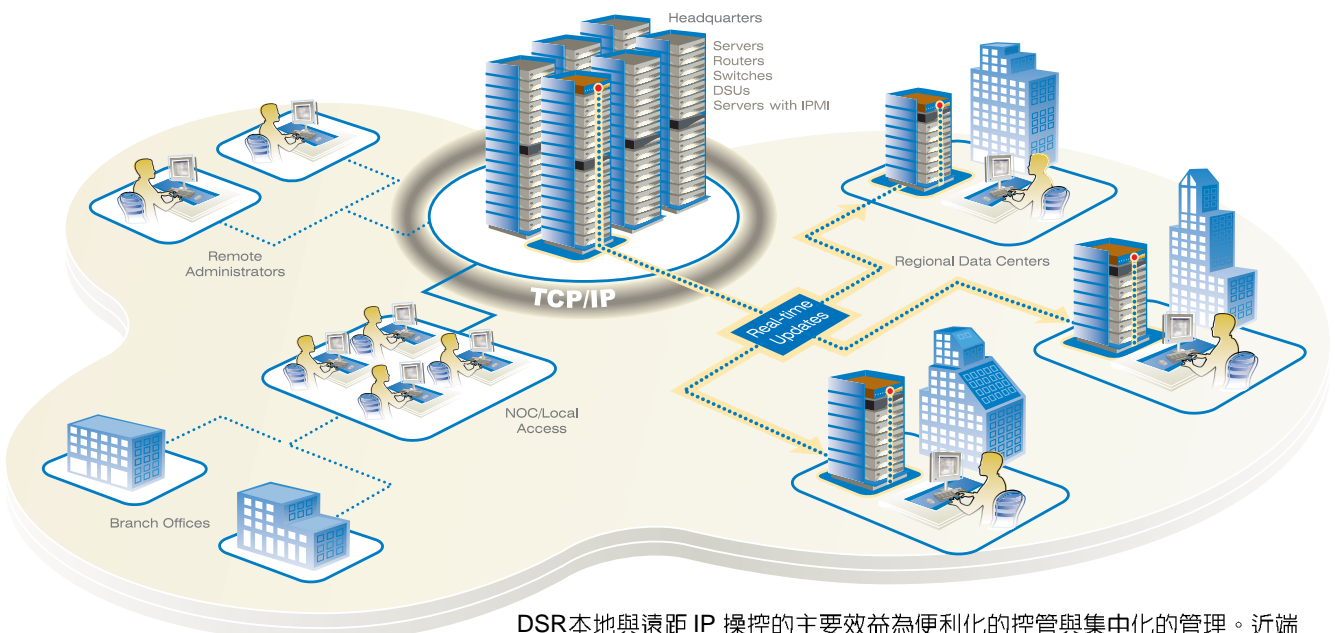 Headquarters
Servers
Routers
Switches
DSUs
Servers with IPMI
Remote
Administrators
TCP/IP
Regional Data Centers
Real-time
Updates
NOC/Local
Access
Branch Offices
DSR本地與遠距 IP 操控的主要效益為便利化的控管與集中化的管理。近端